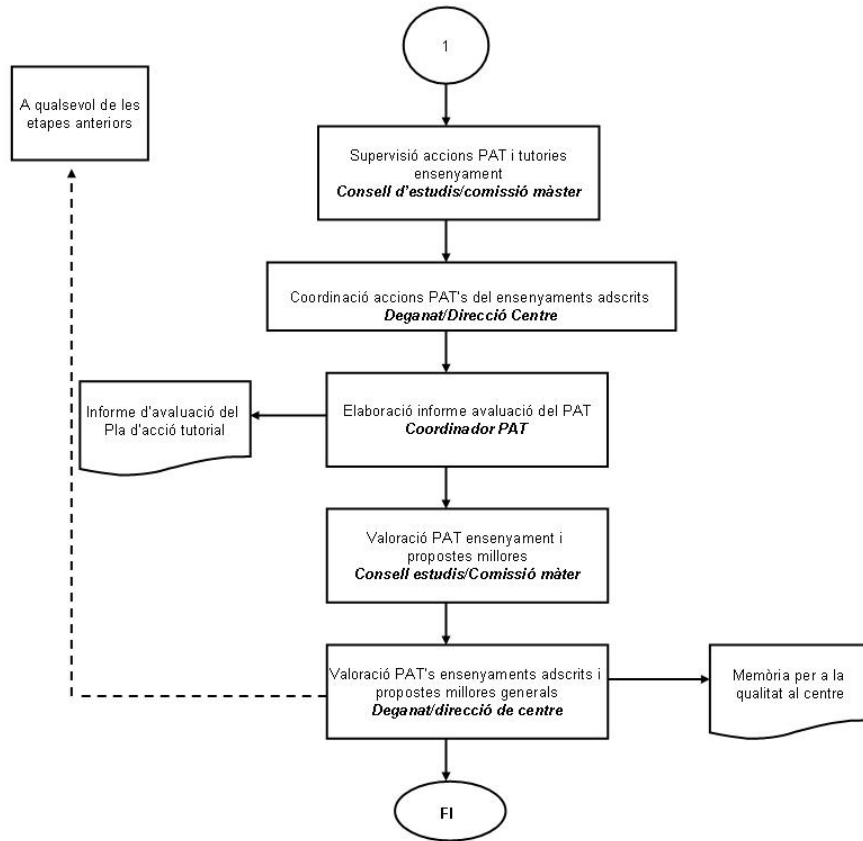 1
A qualsevol de les
etapes anteriors
Supervisió accions PAT i tutories
ensenyament
Consell d'estudis/comissió màster
Coordinació accions PAT's del ensenyaments adscrits
Deganat/Direcció Centre
Informe d'avaluació del
Pla d'acció tutorial
Elaboració informe avaluació del PAT
Coordinador PAT
Valoració PAT ensenyament i
propostes millores
Consell estudis/Comissió màter
Valoració PAT's ensenyaments adscrits i
propostes millores generals
Deganat/direcció de centre
Memòria per a la
qualitat al centre
FI